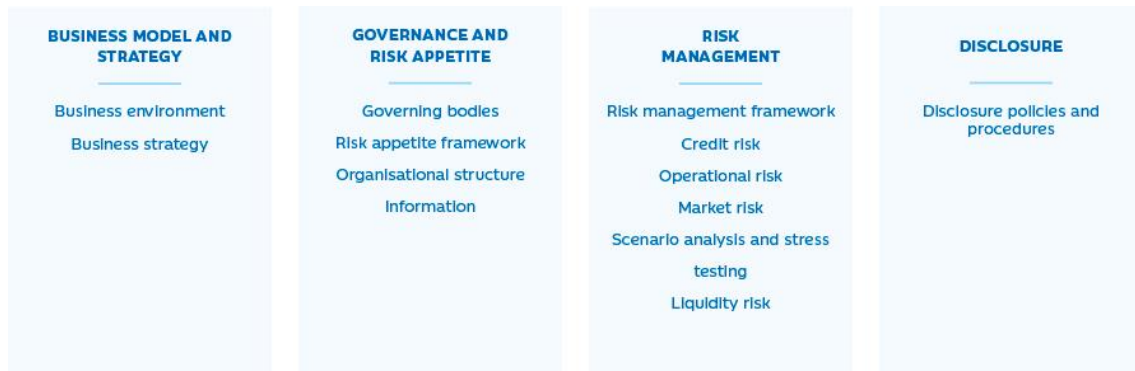 BUSINESS MODEL AND
STRATEGY
Business environment
Business strategy
GOVERNANCE AND
RISK APPETITE
Governing bodies
Risk appetite framework
Organisational structure
Information
RISK
MANAGEMENT
Risk management framework
Credit risk
Operational risk
Market risk
Scenario analysis and stress
testing
Liquidity risk
DISCLOSURE
Disclosure policies and
procedures